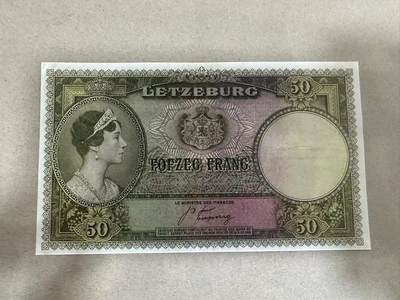 LETZEBURG
50
50
FOFZEG FRANG
LE MINISTRE DES FINANCES
50
50